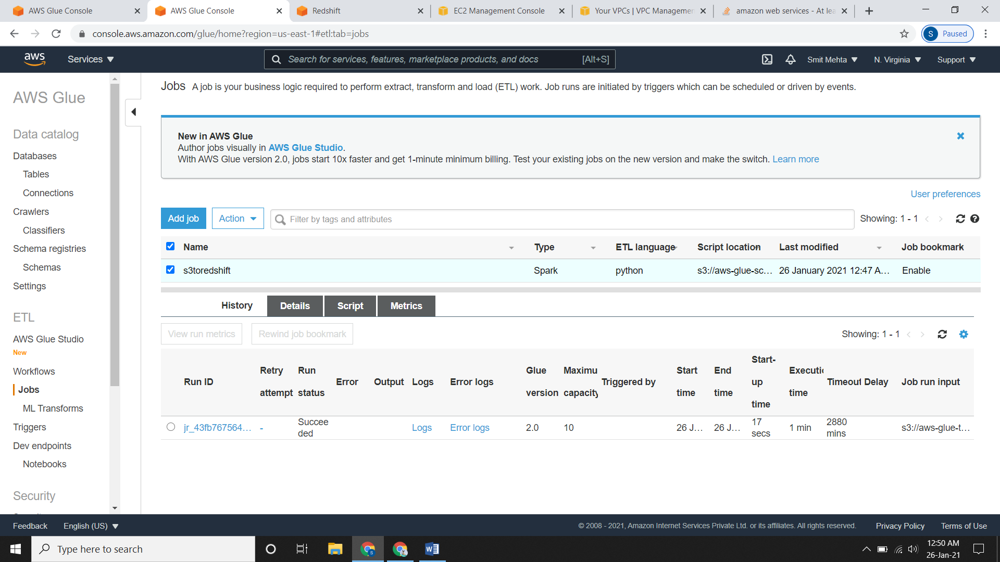 AWS Glue Console
AWS Glue Console
Redshift
EC2 Management Console
Your VPCs | VPC Managemen
amazon web services - At lea
console.aws.amazon.com/glue/home?region=us-east-1#etl:tab=jobs
S Paused
aws
Services
Search for services, features, marketplace products, and docs [Alt+S]
Smit Mehta
N. Virginia
Support
AWS Glue
Data catalog
Databases
Tables
Connections
Crawlers
Classifiers
Schema registries
Schemas
Settings
ETL
AWS Glue Studio
New
Workflows
Jobs
ML Transforms
Triggers
Dev endpoints
Notebooks
Security
Jobs A job is your business logic required to perform extract, transform and load (ETL) work. Job runs are initiated by triggers which can be scheduled or driven by events.
New in AWS Glue
Author jobs visually in AWS Glue Studio.
With AWS Glue version 2.0, jobs start 10x faster and get 1-minute minimum billing. Test your existing jobs on the new version and make the switch. Learn more
User preferences
Add job
Action
Filter by tags and attributes
Showing: 1 - 1
Name Type ETL language Script location Last modified Job bookmark
s3toredshift Spark python s3://aws-glue-sc... 26 January 2021 12:47 A... Enable
History Details Script Metrics
View run metrics
Rewind job bookmark
Showing: 1 - 1
Run ID
Retry attempt
Run status
Error
Output
Logs
Error logs
Glue version
Maximu capacity
Triggered by
Start time
End time
Start-up time
Executi time
Timeout
Delay
Job run input
jr_43fb767564... - Succeeded Logs Error logs 2.0 10 26 J... 26 J... 17 secs 1 min 2880 mins s3://aws-glue-t...
Feedback
English (US)
© 2008 - 2021, Amazon Internet Services Private Ltd. or its affiliates. All rights reserved.
Privacy Policy
Terms of Use
Type here to search
12:50 AM
26-Jan-21